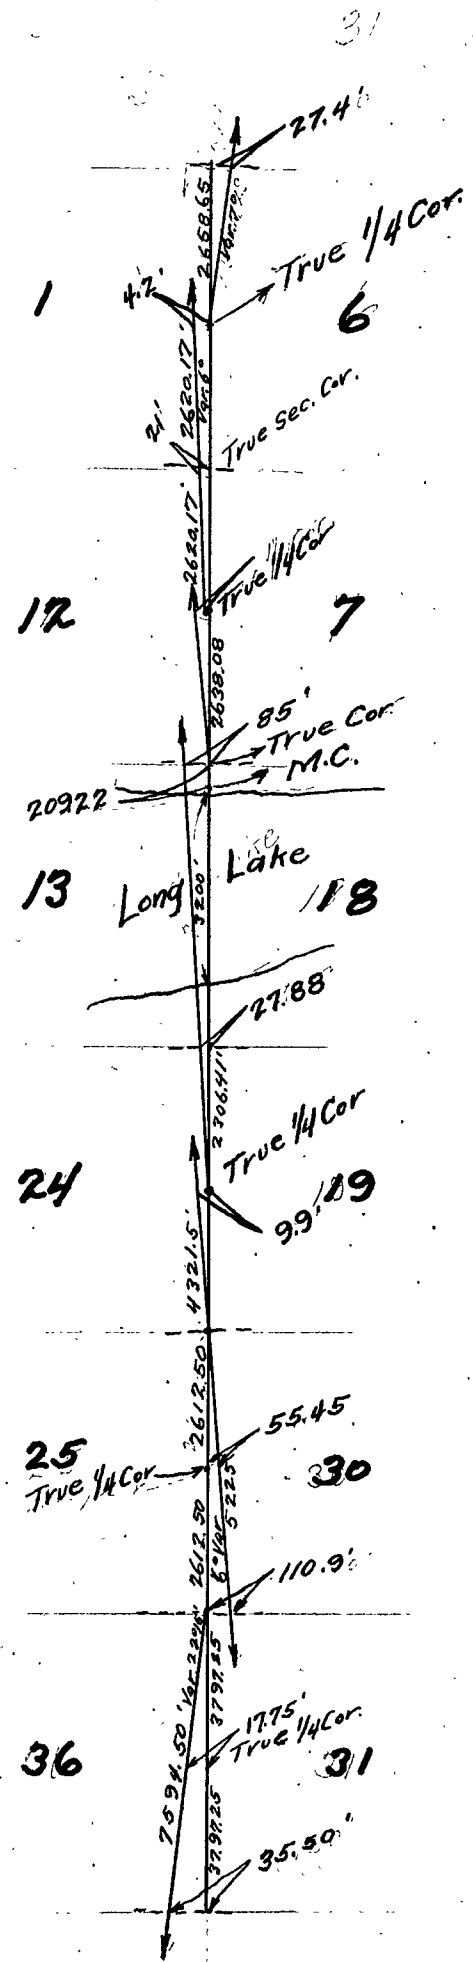 31
27.4'
2658.65
Var. 7°
True 1/4 Cor.
4.2'
1
6
2620.17'
Var. 6°
True Sec. Cor.
21'
2620.17'
True 1/4 Cor
12
7
2638.08
85'
True Cor.
M.C.
20922
13
Long
Lake
3200'
18
27.88
2306.41'
True 1/4 Cor
24
19
9.9'
4321.5'
2612.50
55.45
25
True 1/4 Cor
30
5225
2612.50
6° Var
110.9'
7594.50'
3797.25
17.75'
True 1/4 Cor.
36
31
3797.25
35.50'